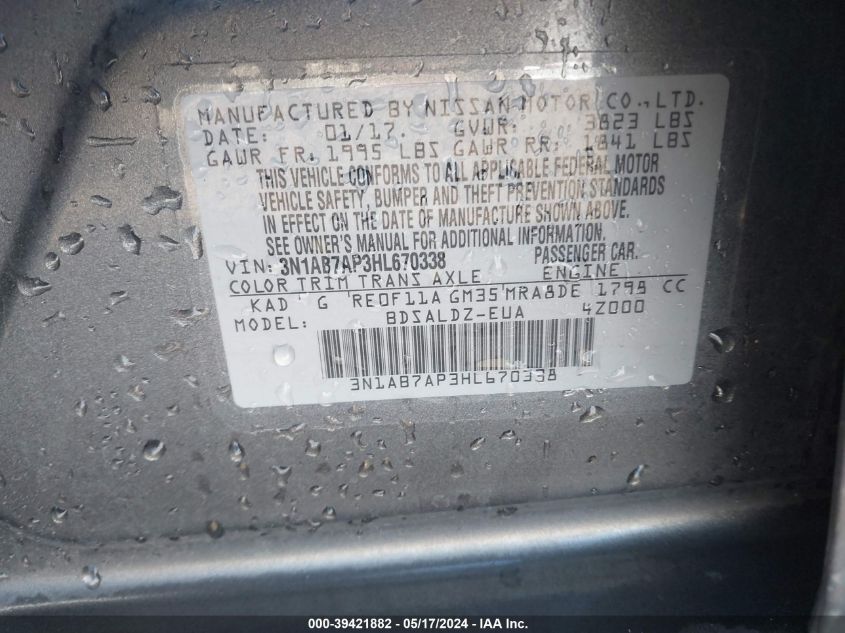 MANUFACTURED BY NISSAN MOTOR CO., LTD.
DATE: 01/17. GVWR: 3823 LBS
GAWR FR. 1995 LBS GAWR RR: 1841 LBS
THIS VEHICLE CONFORMS TO ALL APPLICABLE FEDERAL MOTOR
VEHICLE SAFETY, BUMPER AND THEFT PREVENTION STANDARDS
IN EFFECT ON THE DATE OF MANUFACTURE SHOWN ABOVE.
SEE OWNER'S MANUAL FOR ADDITIONAL INFORMATION.
VIN: 3N1AB7AP3HL670338 PASSENGER CAR.
COLOR TRIM TRANS AXLE ENGINE
KAD G RE0F11A GM35 MRA8DE 1798 CC
MODEL: BDSALDZ-EUA 4Z000
3N1AB7AP3HL670338
000-39421882 - 05/17/2024 - IAA Inc.